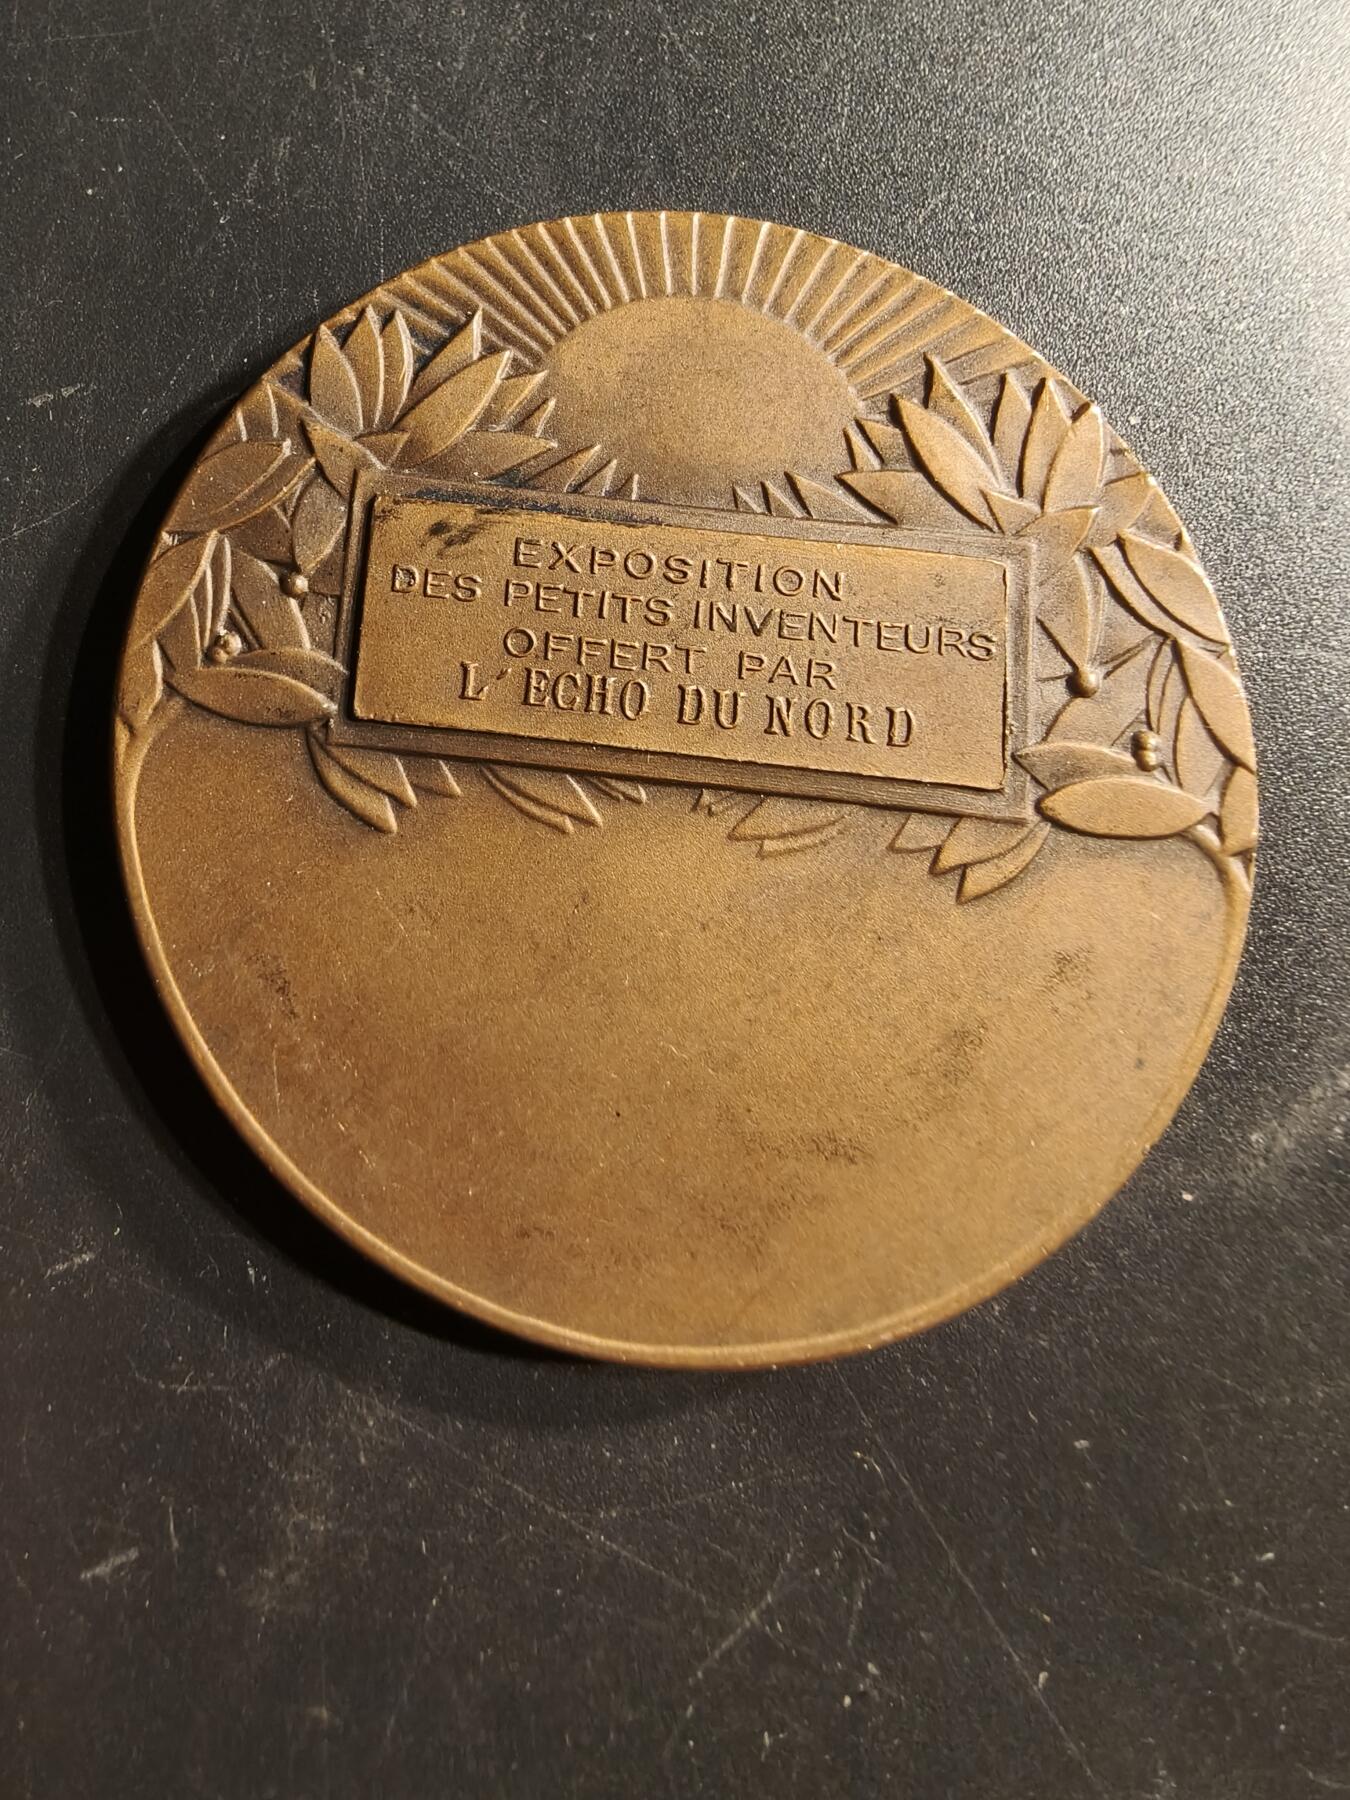 EXPOSITION
DES PETITS INVENTEURS
OFFERT PAR
L'ECHO DU NORD